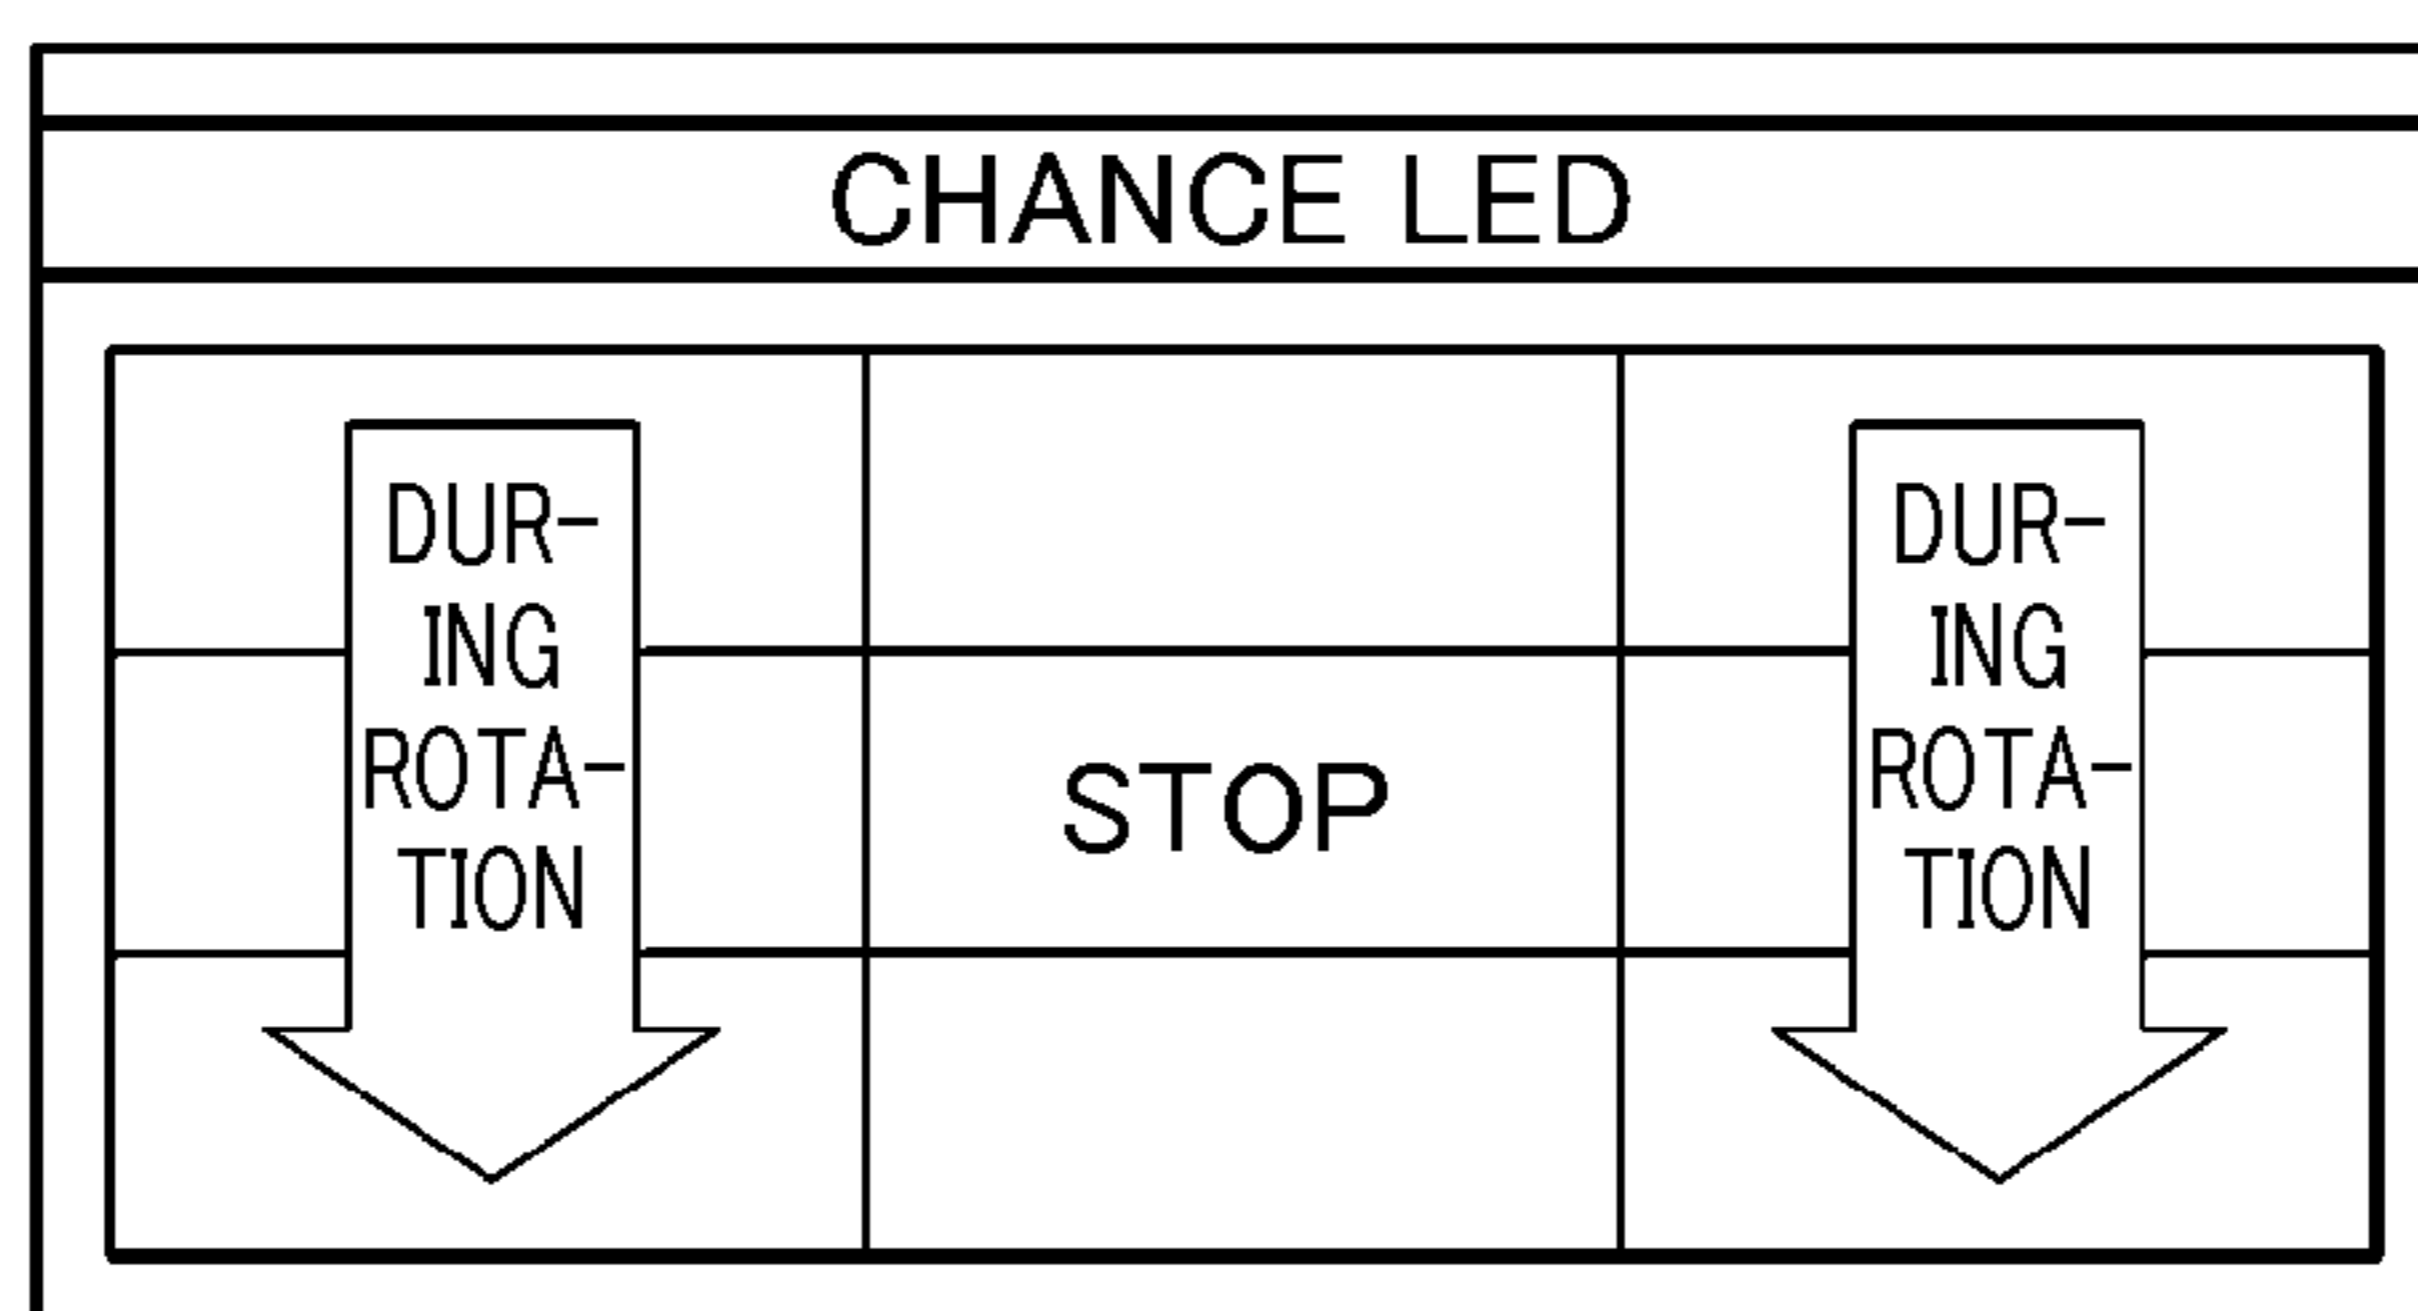 CHANCE LED
DUR-
ING
ROTA-
TION
STOP
DUR-
ING
ROTA-
TION